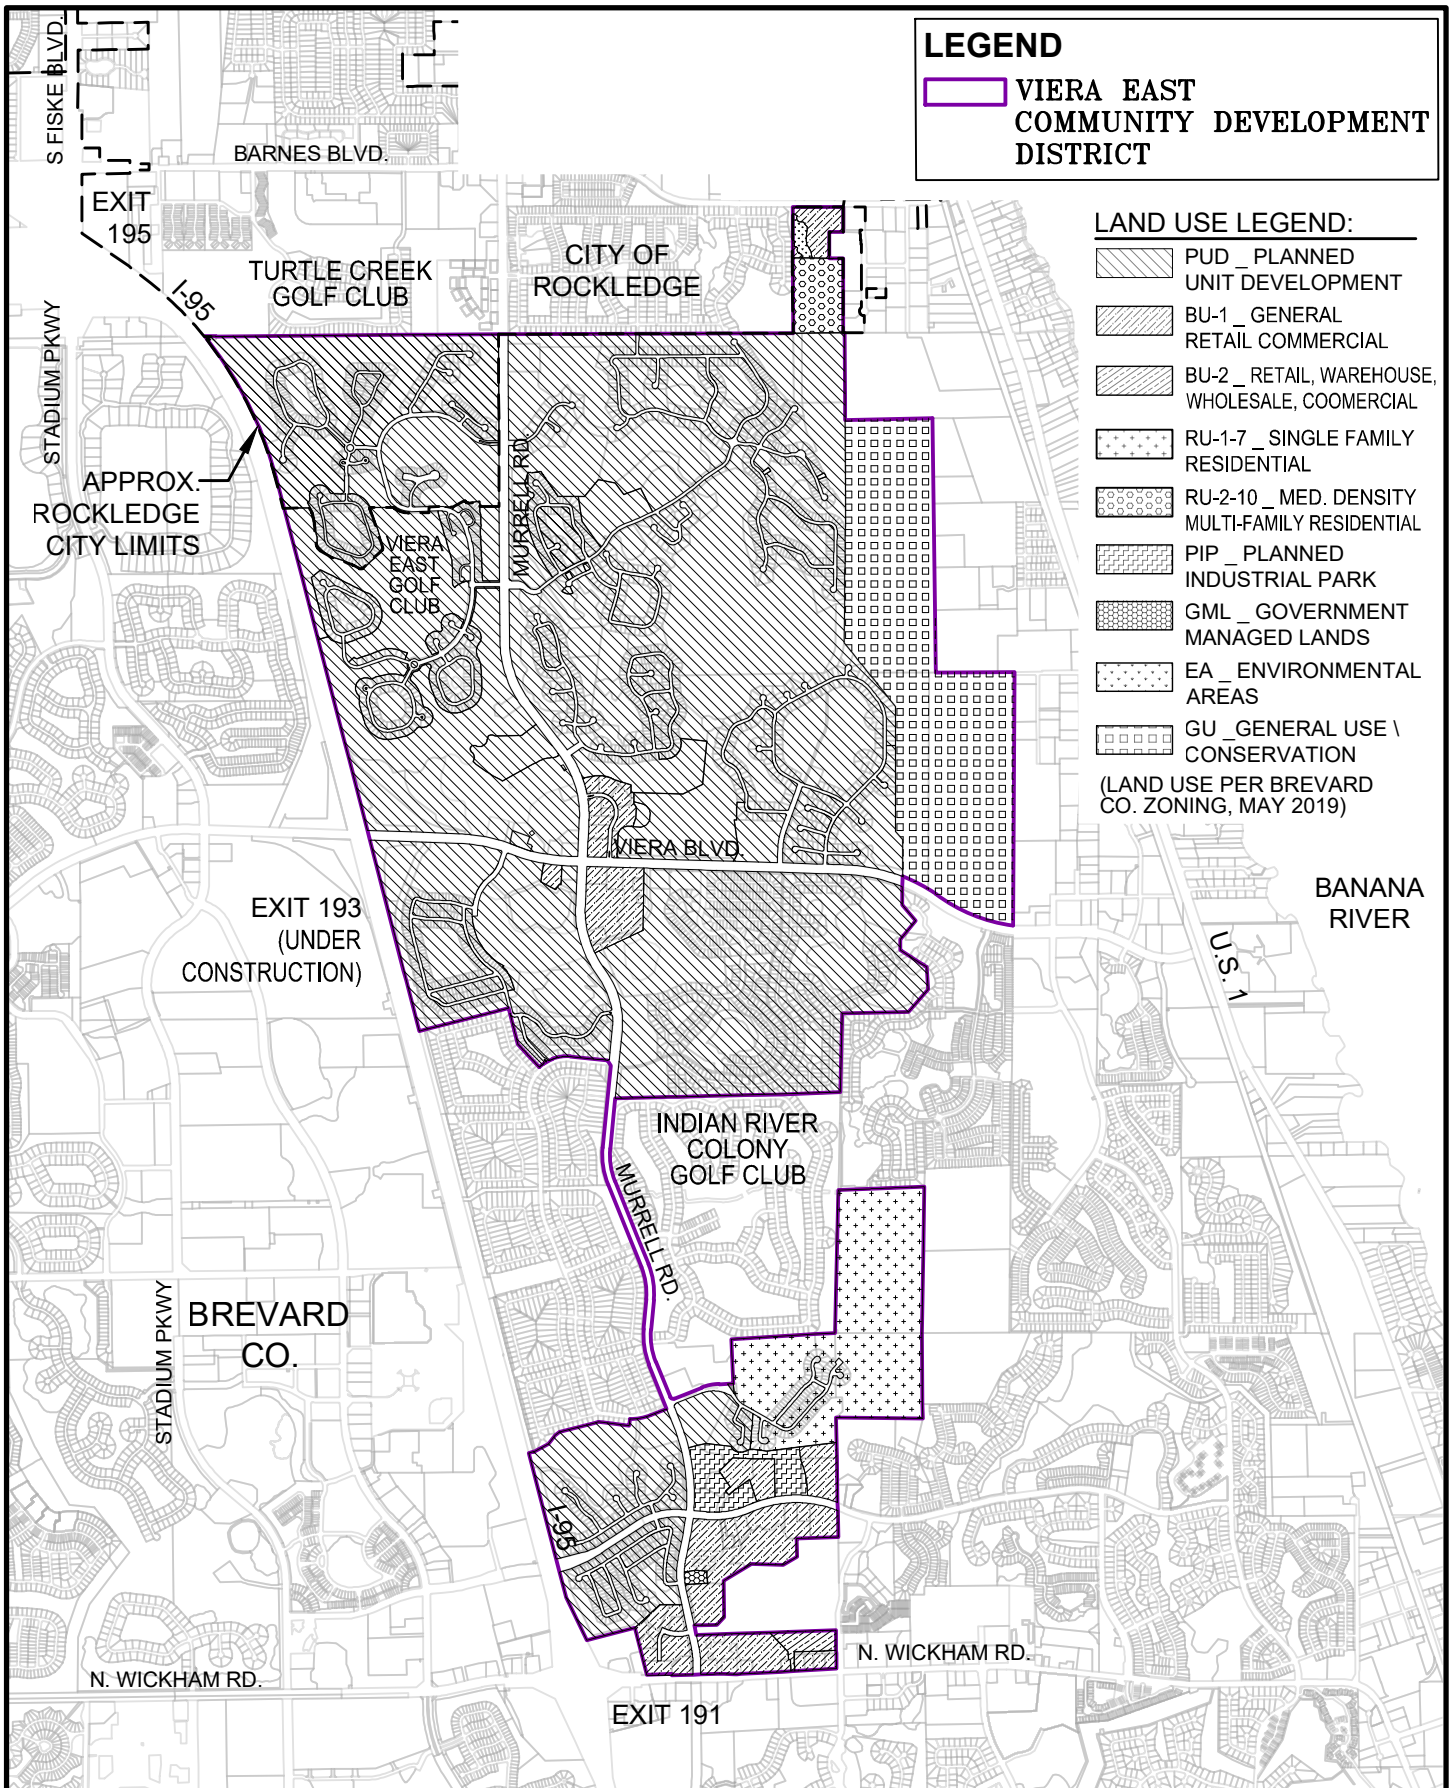 LEGEND
VIERA EAST
COMMUNITY DEVELOPMENT
DISTRICT
S FISKE BLVD.
BARNES BLVD.
EXIT
195
I-95
TURTLE CREEK
GOLF CLUB
CITY OF
ROCKLEDGE
LAND USE LEGEND:
PUD _ PLANNED
UNIT DEVELOPMENT
BU-1 _ GENERAL
RETAIL COMMERCIAL
BU-2 _ RETAIL, WAREHOUSE,
WHOLESALE, COOMERCIAL
RU-1-7 _ SINGLE FAMILY
RESIDENTIAL
RU-2-10 _ MED. DENSITY
MULTI-FAMILY RESIDENTIAL
PIP _ PLANNED
INDUSTRIAL PARK
GML _ GOVERNMENT
MANAGED LANDS
EA _ ENVIRONMENTAL
AREAS
GU _GENERAL USE \
CONSERVATION
(LAND USE PER BREVARD
CO. ZONING, MAY 2019)
STADIUM PKWY
APPROX.
ROCKLEDGE
CITY LIMITS
MURRELL RD.
VIERA
EAST
GOLF
CLUB
VIERA BLVD.
EXIT 193
(UNDER
CONSTRUCTION)
BANANA
RIVER
U.S. 1
INDIAN RIVER
COLONY
GOLF CLUB
MURRELL RD.
BREVARD
CO.
STADIUM PKWY
I-95
N. WICKHAM RD.
N. WICKHAM RD.
EXIT 191